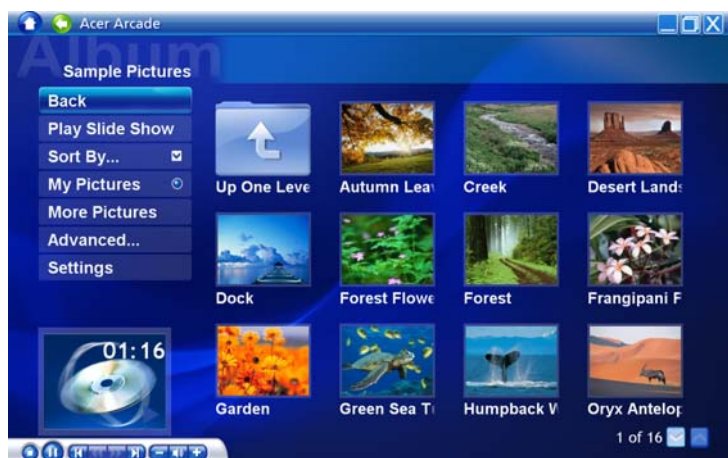 Acer Arcade
Album
Sample Pictures
Back
Play Slide Show
Sort By...
My Pictures
More Pictures
Advanced...
Settings
Up One Leve
Autumn Lea
Creek
Desert Lands
Dock
Forest Flowe
Forest
Frangipani F
Garden
Green Sea T
Humpback W
Oryx Antelop
01:16
1 of 16